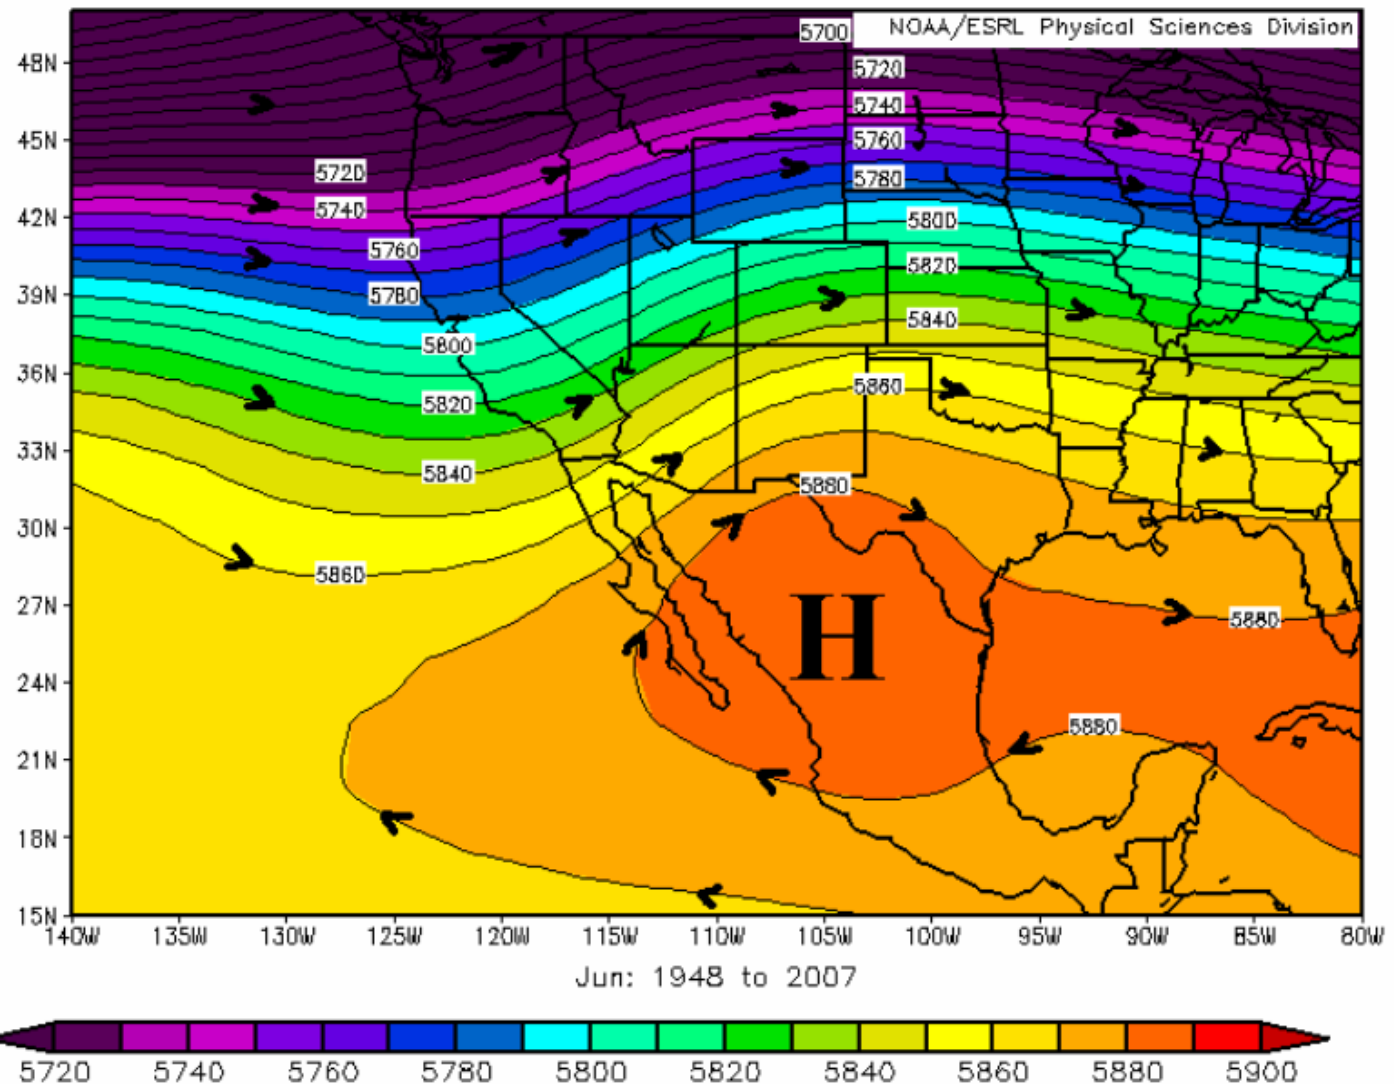 5700 NOAA/ESRL Physical Sciences Division
48N
5720
5740
45N
5760
5720
5780
5740
42N
5800
5760
5820
39N
5780
5840
5800
36N
5860
5820
33N
5840
5880
30N
5860
27N
5880
H
24N
5880
21N
18N
15N
140W 135W 130W 125W 120W 115W 110W 105W 100W 95W 90W 85W 80W
Jun: 1948 to 2007
5720 5740 5760 5780 5800 5820 5840 5860 5880 5900